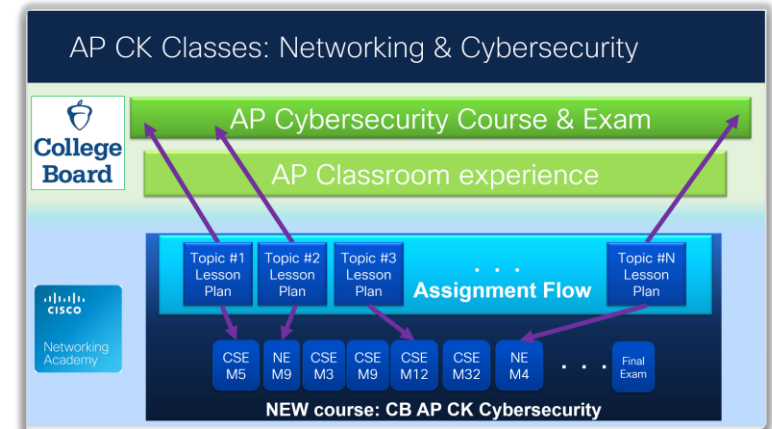 AP CK Classes: Networking & Cybersecurity
College
Board
AP Cybersecurity Course & Exam
AP Classroom experience
CISCO
Networking
Academy
Topic #1
Lesson
Plan
Topic #2
Lesson
Plan
Topic #3
Lesson
Plan
. . .
Assignment Flow
Topic #N
Lesson
Plan
CSE
M5
NE
M9
CSE
M3
CSE
M9
CSE
M12
CSE
M32
NE
M4
. . .
Final
Exam
NEW course: CB AP CK Cybersecurity